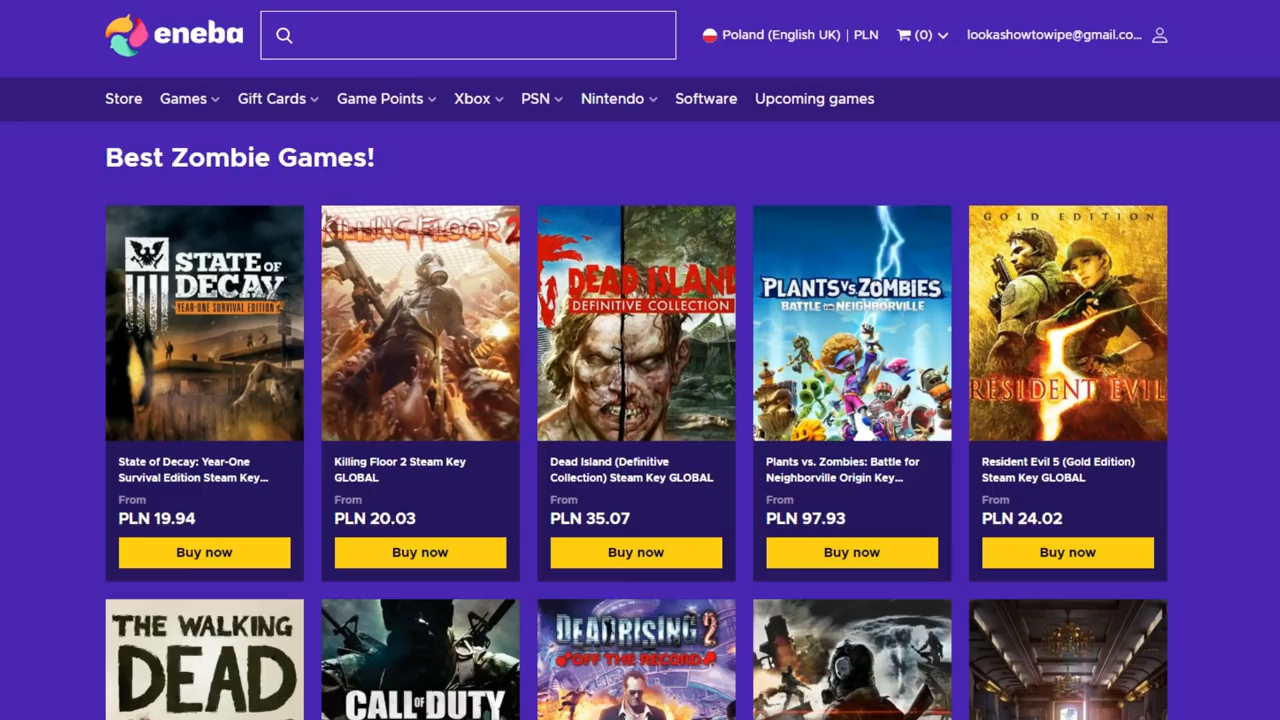 eneba
Poland (English UK) | PLN
(0)
lookashowtowipe@gmail.co...
Store
Games
Gift Cards
Game Points
Xbox
PSN
Nintendo
Software
Upcoming games
Best Zombie Games!
STATE OF
DECAY
YEAR-ONE SURVIVAL EDITION
KILLING FLOOR 2
DEAD ISLAND
DEFINITIVE COLLECTION
PLANTS VS. ZOMBIES
BATTLE FOR NEIGHBORVILLE
GOLD EDITION
RESIDENT EVIL
5
State of Decay: Year-One
Survival Edition Steam Key...
From
PLN 19.94
Buy now
Killing Floor 2 Steam Key
GLOBAL
From
PLN 20.03
Buy now
Dead Island (Definitive
Collection) Steam Key GLOBAL
From
PLN 35.07
Buy now
Plants vs. Zombies: Battle for
Neighborville Origin Key...
From
PLN 97.93
Buy now
Resident Evil 5 (Gold Edition)
Steam Key GLOBAL
From
PLN 24.02
Buy now
THE WALKING
DEAD
CALL OF DUTY
DEADRISING 2
OFF THE RECORD